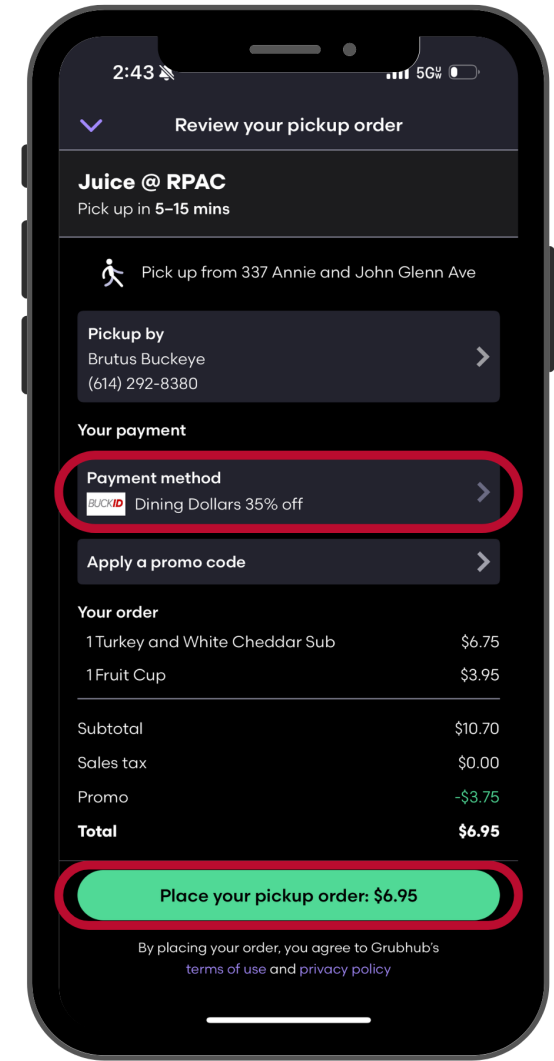 2:43 5GUW
Review your pickup order
Juice @ RPAC
Pick up in 5–15 mins
Pick up from 337 Annie and John Glenn Ave
Pickup by
Brutus Buckeye
(614) 292-8380
Your payment
Payment method
BUCKID Dining Dollars 35% off
Apply a promo code
Your order
1 Turkey and White Cheddar Sub $6.75
1 Fruit Cup $3.95
Subtotal $10.70
Sales tax $0.00
Promo -$3.75
Total $6.95
Place your pickup order: $6.95
By placing your order, you agree to Grubhub's
terms of use and privacy policy